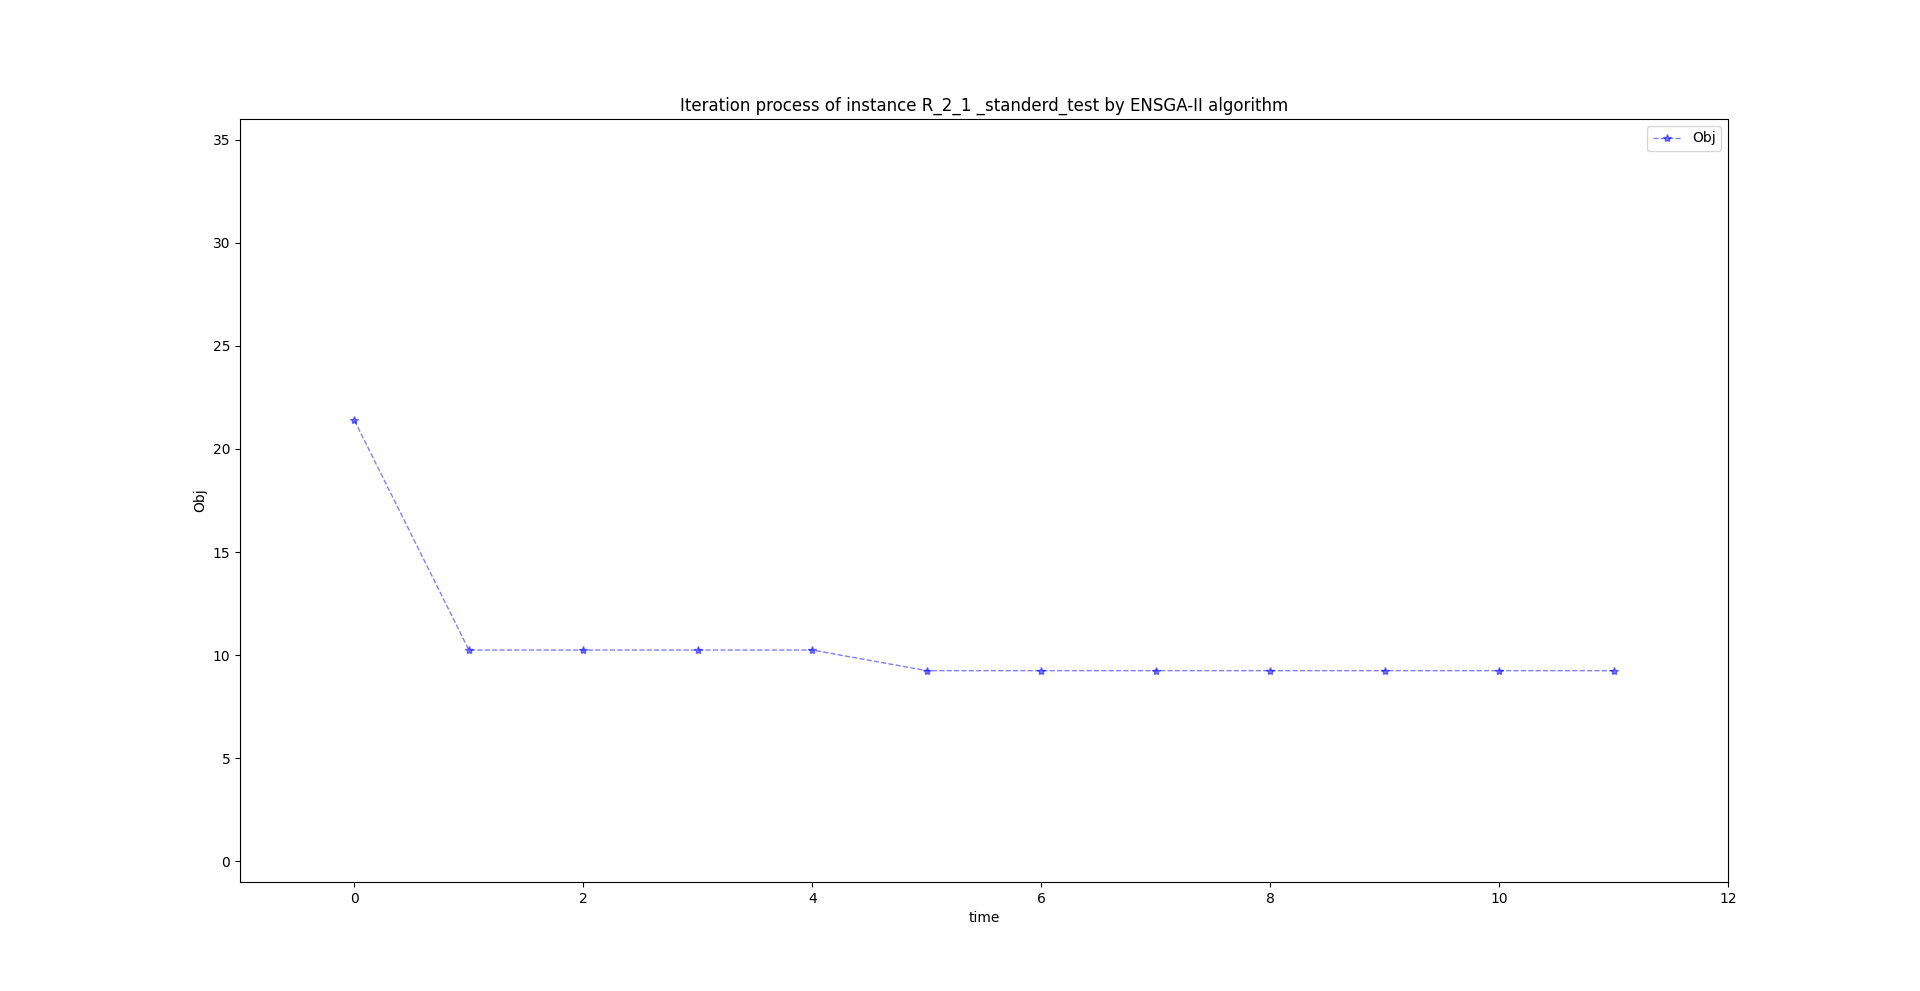 Iteration process of instance R_2_1 _standerd_test by ENSGA-II algorithm
Obj
35
30
25
20
15
10
5
0
Obj
0 2 4 6 8 10 12
time